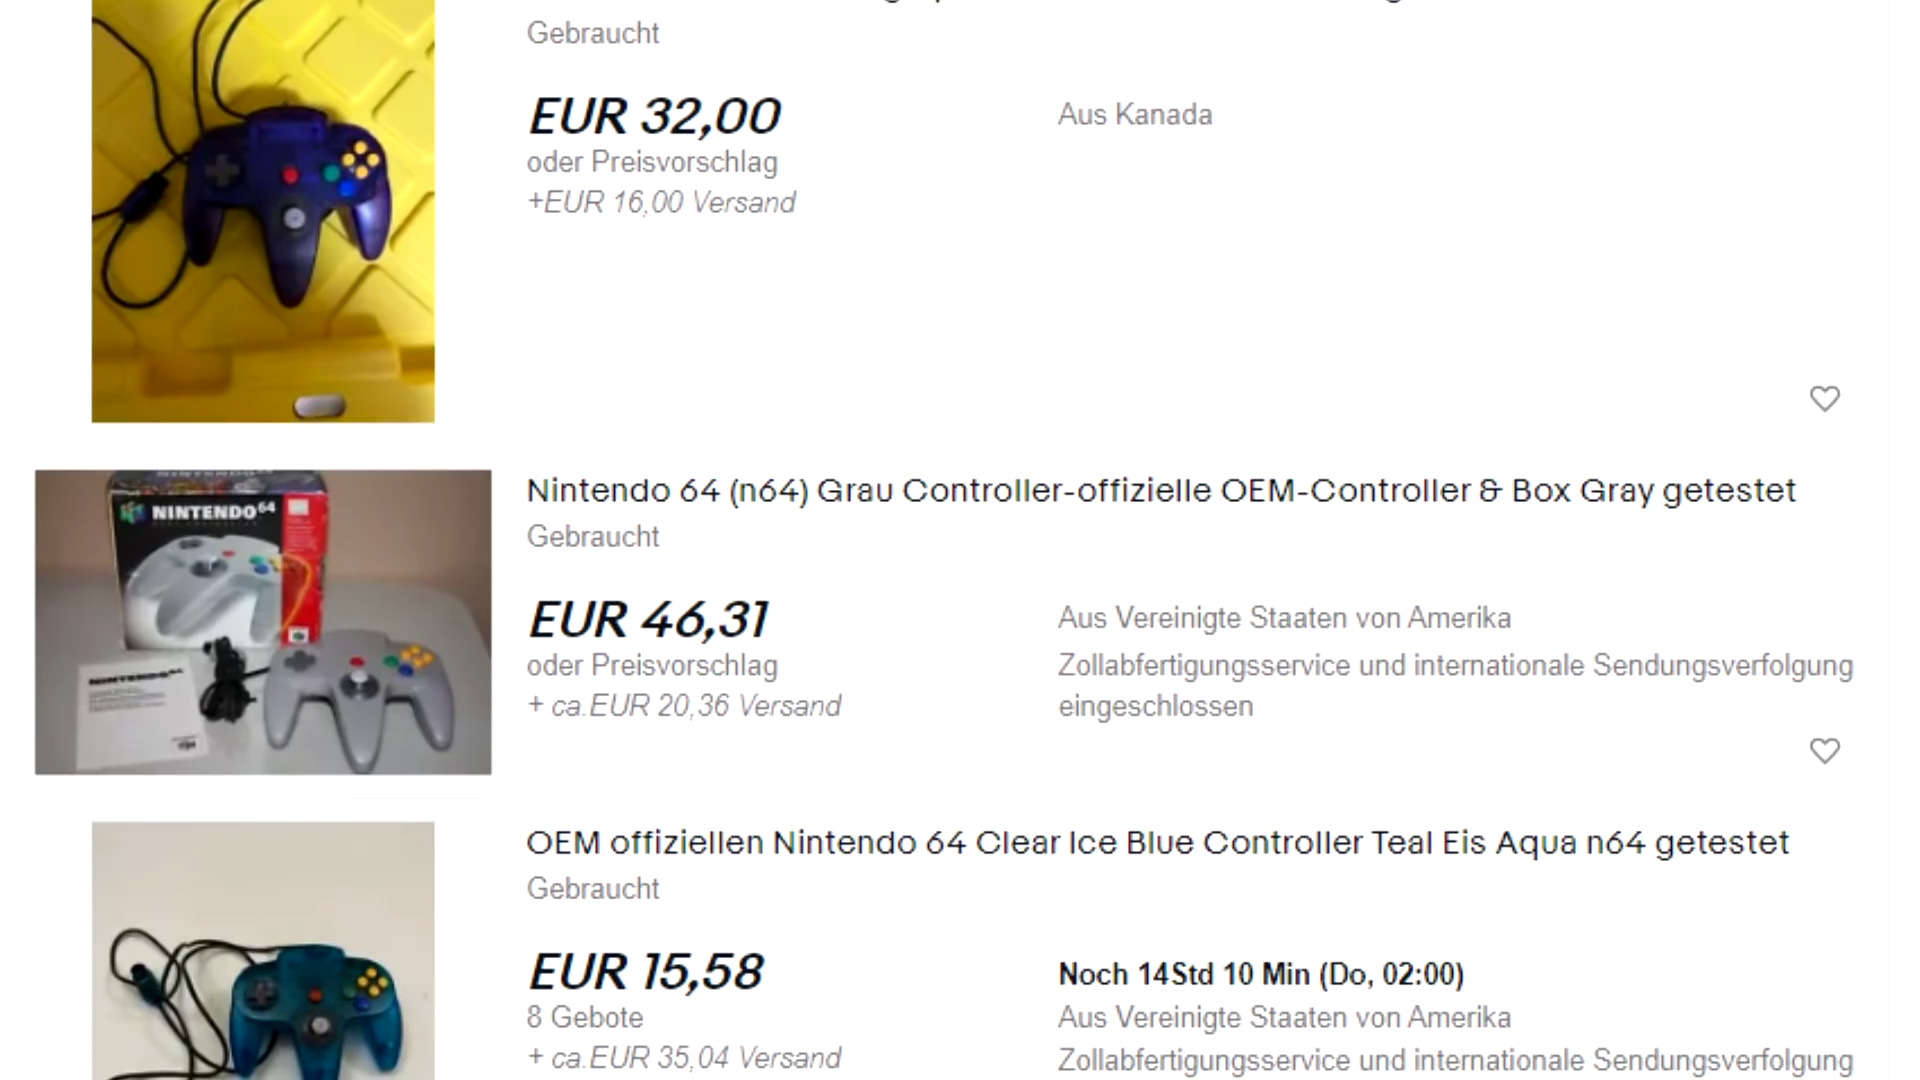 Gebraucht
EUR 32,00
Aus Kanada
oder Preisvorschlag
+EUR 16,00 Versand
NINTENDO 64
NINTENDO 64
Nintendo 64 (n64) Grau Controller-offizielle OEM-Controller & Box Gray getestet
Gebraucht
EUR 46,31
Aus Vereinigte Staaten von Amerika
oder Preisvorschlag
Zollabfertigungsservice und internationale Sendungsverfolgung
+ ca.EUR 20,36 Versand
eingeschlossen
OEM offiziellen Nintendo 64 Clear Ice Blue Controller Teal Eis Aqua n64 getestet
Gebraucht
EUR 15,58
Noch 14Std 10 Min (Do, 02:00)
8 Gebote
Aus Vereinigte Staaten von Amerika
+ ca.EUR 35,04 Versand
Zollabfertigungsservice und internationale Sendungsverfolgung